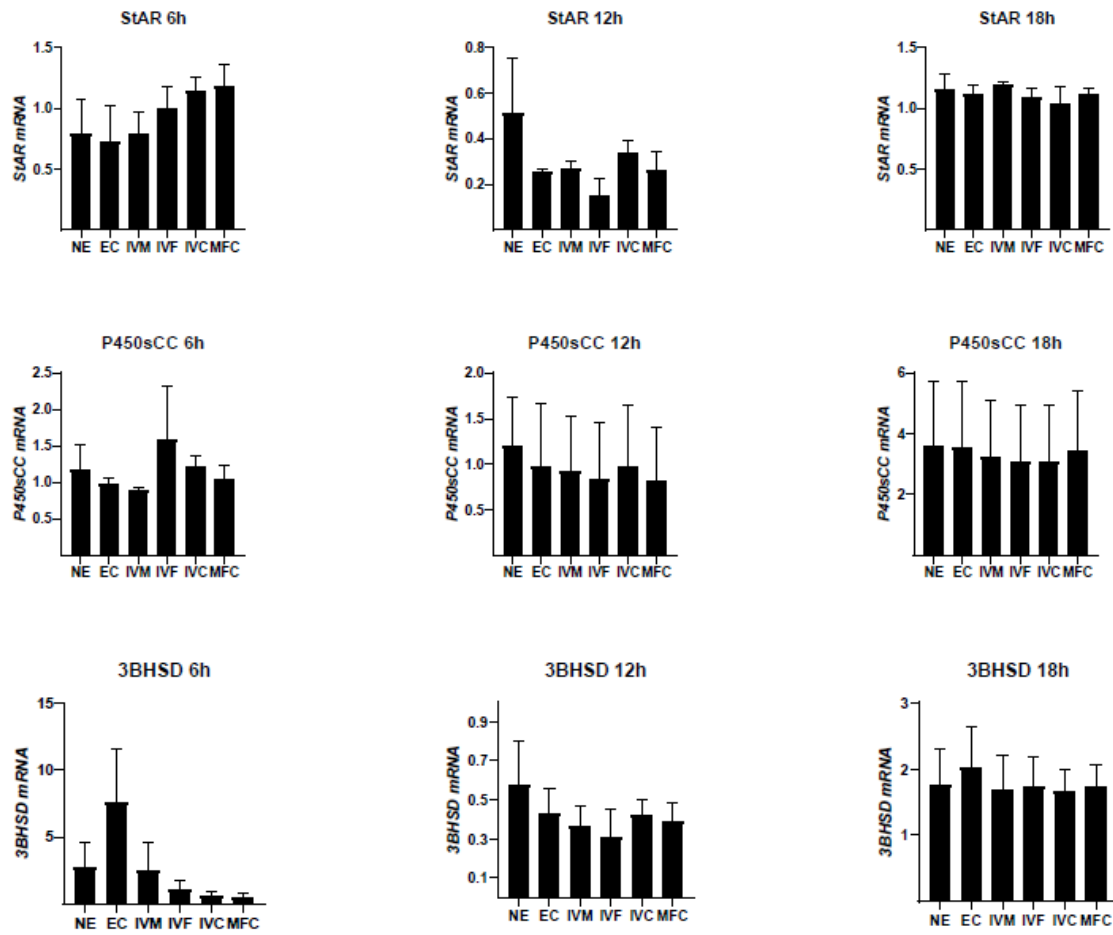 StAR 6h
StAR mRNA
1.5
1.0
0.5
NE EC IVM IVF IVC MFC
StAR 12h
StAR mRNA
0.8
0.6
0.4
0.2
NE EC IVM IVF IVC MFC
StAR 18h
StAR mRNA
1.5
1.0
0.5
NE EC IVM IVF IVC MFC
P450sCC 6h
P450sCC mRNA
2.5
2.0
1.5
1.0
0.5
NE EC IVM IVF IVC MFC
P450sCC 12h
P450sCC mRNA
2.0
1.5
1.0
0.5
NE EC IVM IVF IVC MFC
P450sCC 18h
P450sCC mRNA
6
4
2
NE EC IVM IVF IVC MFC
3BHSD 6h
3BHSD mRNA
15
10
5
NE EC IVM IVF IVC MFC
3BHSD 12h
3BHSD mRNA
0.9
0.7
0.5
0.3
0.1
NE EC IVM IVF IVC MFC
3BHSD 18h
3BHSD mRNA
3
2
1
NE EC IVM IVF IVC MFC